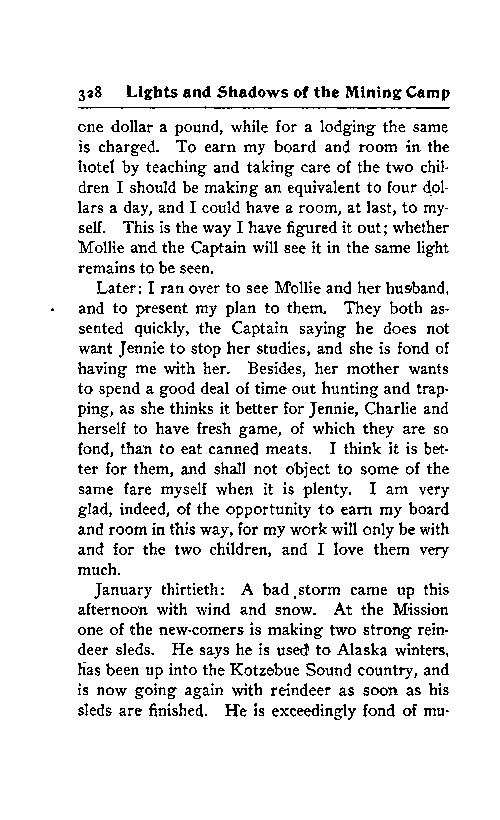 328 Lights and Shadows of the Mining Camp
one dollar a pound, while for a lodging the same
is charged. To earn my board and room in the
hotel by teaching and taking care of the two chil-
dren I should be making an equivalent to four dol-
lars a day, and I could have a room, at last, to my-
self. This is the way I have figured it out; whether
Mollie and the Captain will see it in the same light
remains to be seen.
Later: I ran over to see Mollie and her husband,
and to present my plan to them. They both as-
sented quickly, the Captain saying he does not
want Jennie to stop her studies, and she is fond of
having me with her. Besides, her mother wants
to spend a good deal of time out hunting and trap-
ping, as she thinks it better for Jennie, Charlie and
herself to have fresh game, of which they are so
fond, than to eat canned meats. I think it is bet-
ter for them, and shall not object to some of the
same fare myself when it is plenty. I am very
glad, indeed, of the opportunity to earn my board
and room in this way, for my work will only be with
and for the two children, and I love them very
much.
January thirtieth: A bad storm came up this
afternoon with wind and snow. At the Mission
one of the new-comers is making two strong rein-
deer sleds. He says he is used to Alaska winters,
has been up into the Kotzebue Sound country, and
is now going again with reindeer as soon as his
sleds are finished. He is exceedingly fond of mu-